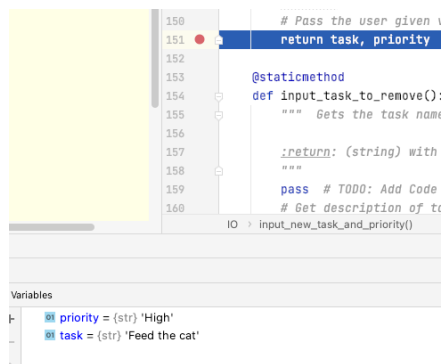 150 # Pass the user given
151 return task, priority
152
153 @staticmethod
154 def input_task_to_remove():
155 """ Gets the task name
156
157 :return: (string) with
158 """
159 pass # TODO: Add Code
160 # Get description of
IO > input_new_task_and_priority()
Variables
01 priority = {str} 'High'
01 task = {str} 'Feed the cat'